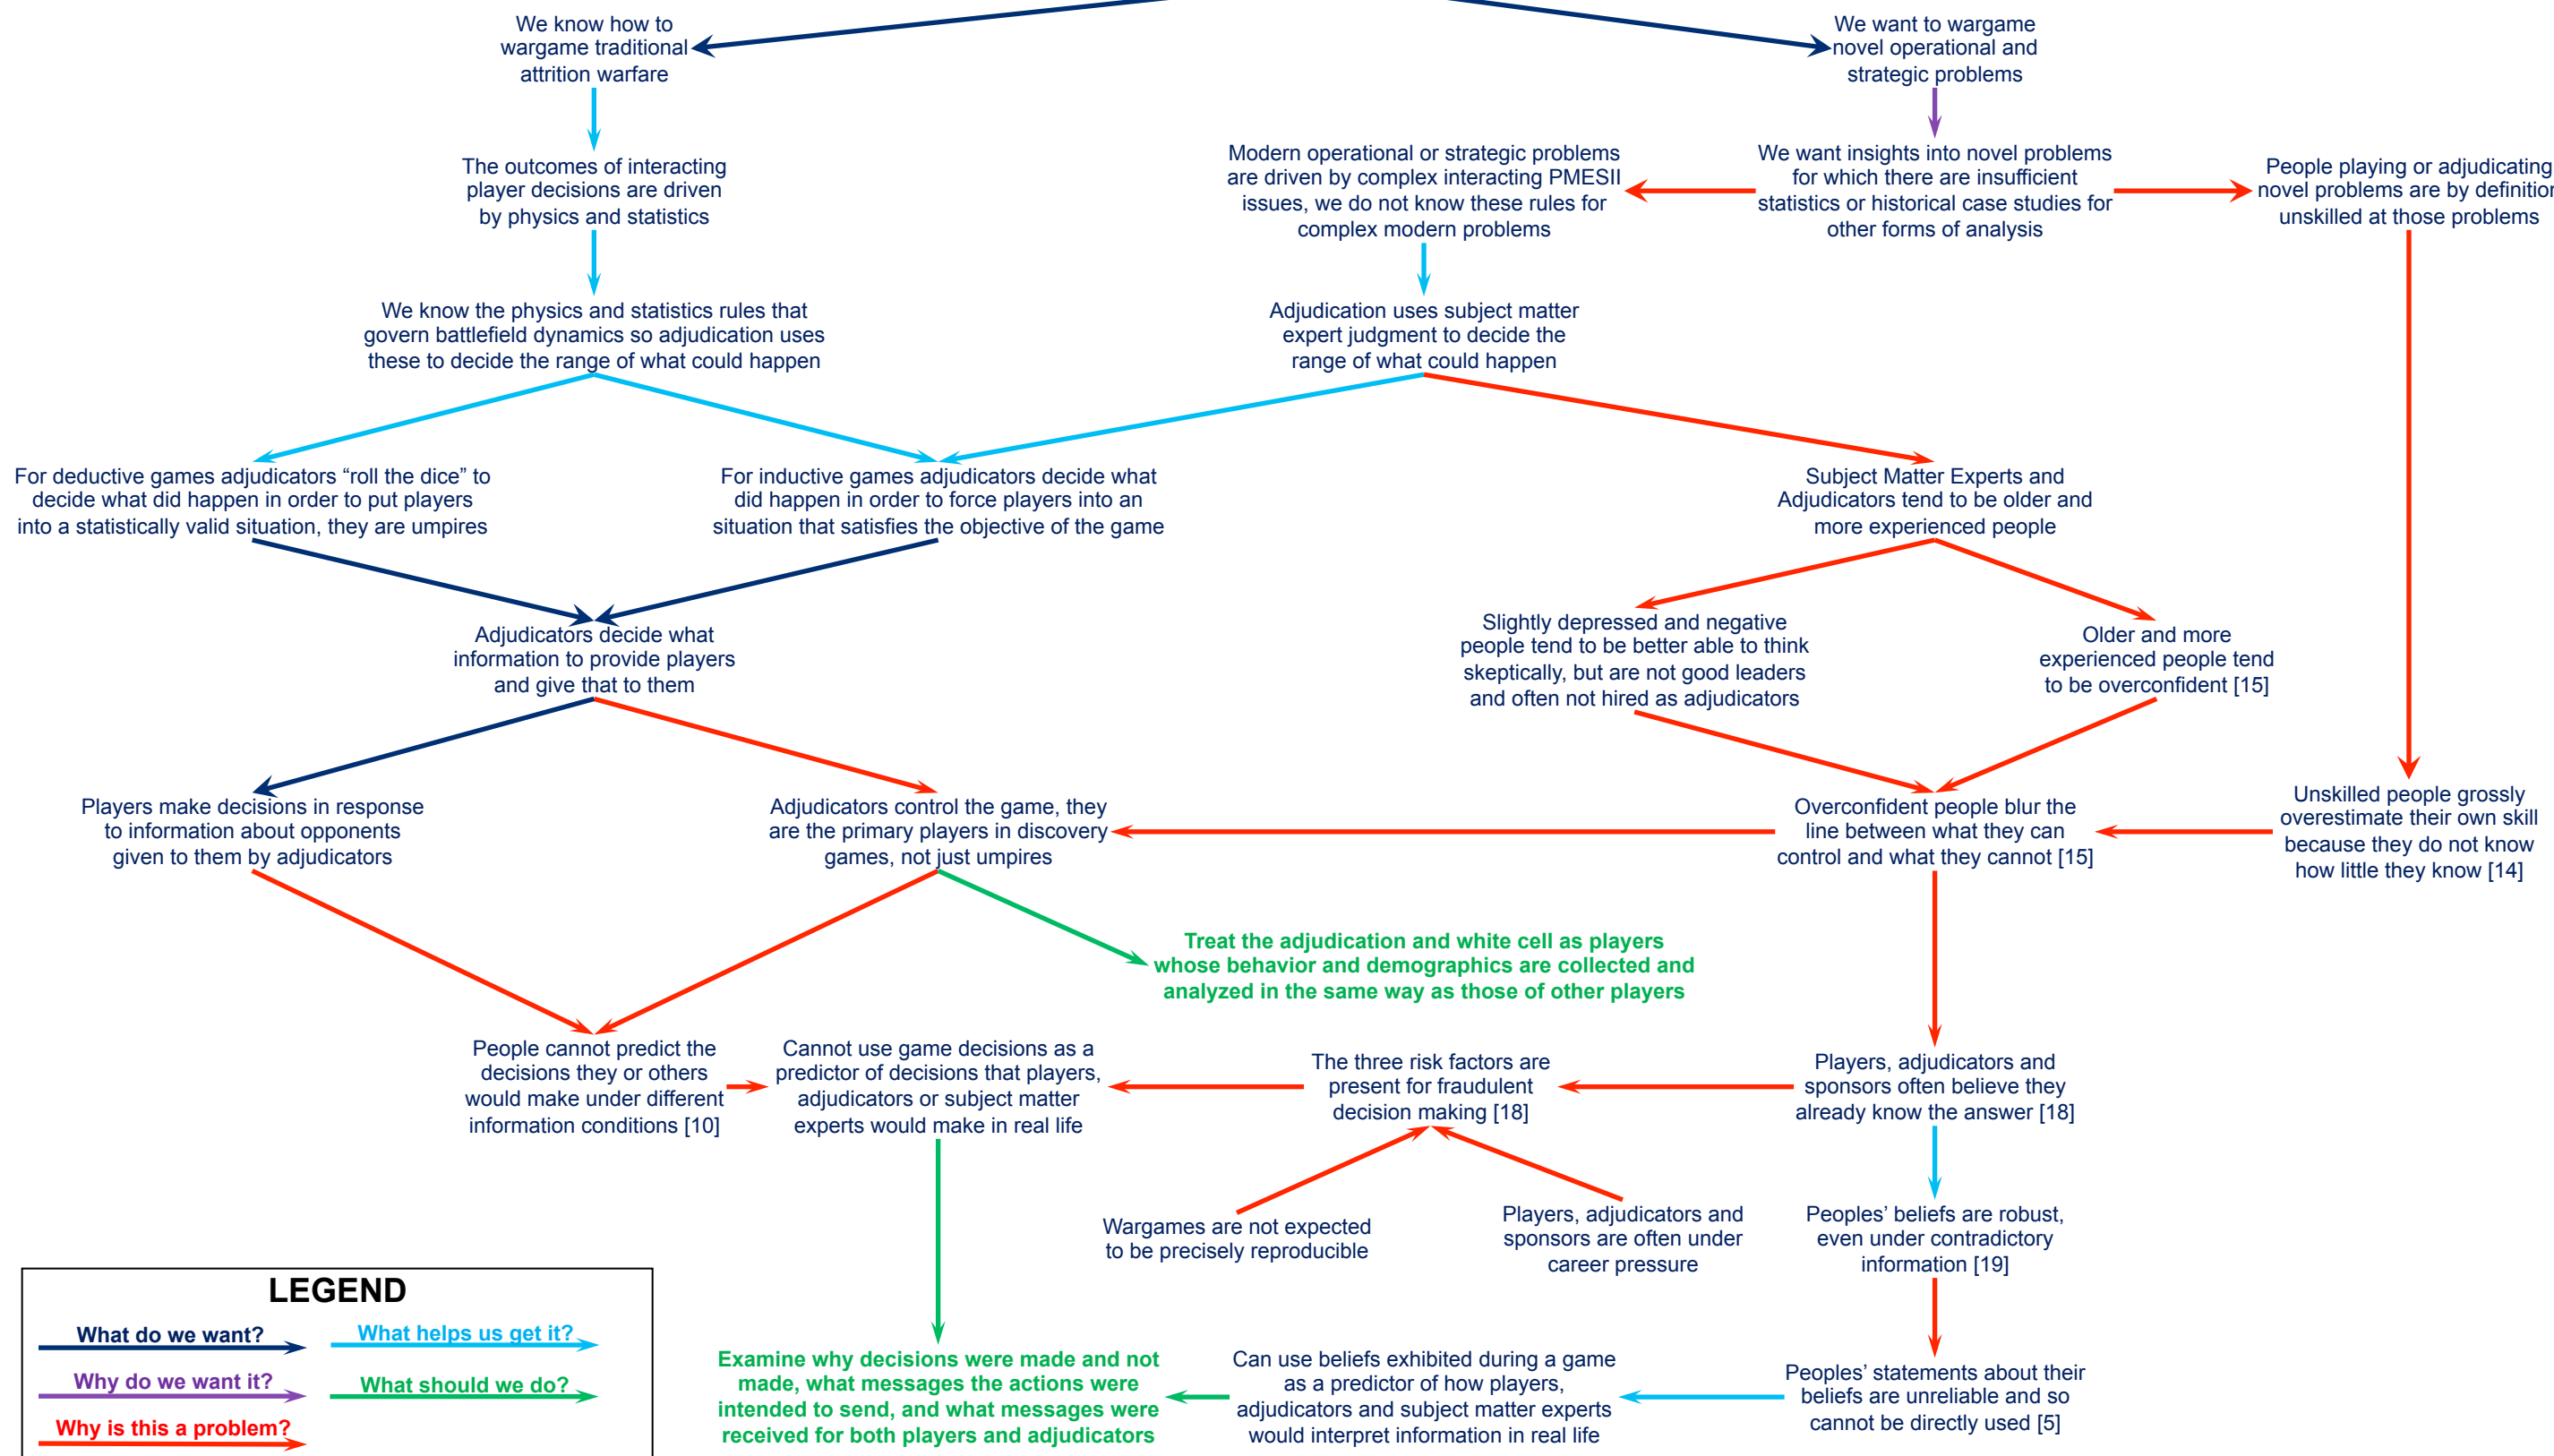 We know how to
wargame traditional
attrition warfare
We want to wargame
novel operational and
strategic problems
The outcomes of interacting
player decisions are driven
by physics and statistics
Modern operational or strategic problems
are driven by complex interacting PMESII
issues, we do not know these rules for
complex modern problems
We want insights into novel problems
for which there are insufficient
statistics or historical case studies for
other forms of analysis
People playing or adjudicating
novel problems are by definition
unskilled at those problems
We know the physics and statistics rules that
govern battlefield dynamics so adjudication uses
these to decide the range of what could happen
Adjudication uses subject matter
expert judgment to decide the
range of what could happen
For deductive games adjudicators “roll the dice” to
decide what did happen in order to put players
into a statistically valid situation, they are umpires
For inductive games adjudicators decide what
did happen in order to force players into an
situation that satisfies the objective of the game
Subject Matter Experts and
Adjudicators tend to be older and
more experienced people
Adjudicators decide what
information to provide players
and give that to them
Slightly depressed and negative
people tend to be better able to think
skeptically, but are not good leaders
and often not hired as adjudicators
Older and more
experienced people tend
to be overconfident [15]
Players make decisions in response
to information about opponents
given to them by adjudicators
Adjudicators control the game, they
are the primary players in discovery
games, not just umpires
Overconfident people blur the
line between what they can
control and what they cannot [15]
Unskilled people grossly
overestimate their own skill
because they do not know
how little they know [14]
Treat the adjudication and white cell as players
whose behavior and demographics are collected and
analyzed in the same way as those of other players
People cannot predict the
decisions they or others
would make under different
information conditions [10]
Cannot use game decisions as a
predictor of decisions that players,
adjudicators or subject matter
experts would make in real life
The three risk factors are
present for fraudulent
decision making [18]
Players, adjudicators and
sponsors often believe they
already know the answer [18]
Wargames are not expected
to be precisely reproducible
Players, adjudicators and
sponsors are often under
career pressure
Peoples’ beliefs are robust,
even under contradictory
information [19]
LEGEND
What do we want?
What helps us get it?
Why do we want it?
What should we do?
Why is this a problem?
Examine why decisions were made and not
made, what messages the actions were
intended to send, and what messages were
received for both players and adjudicators
Can use beliefs exhibited during a game
as a predictor of how players,
adjudicators and subject matter experts
would interpret information in real life
Peoples’ statements about their
beliefs are unreliable and so
cannot be directly used [5]